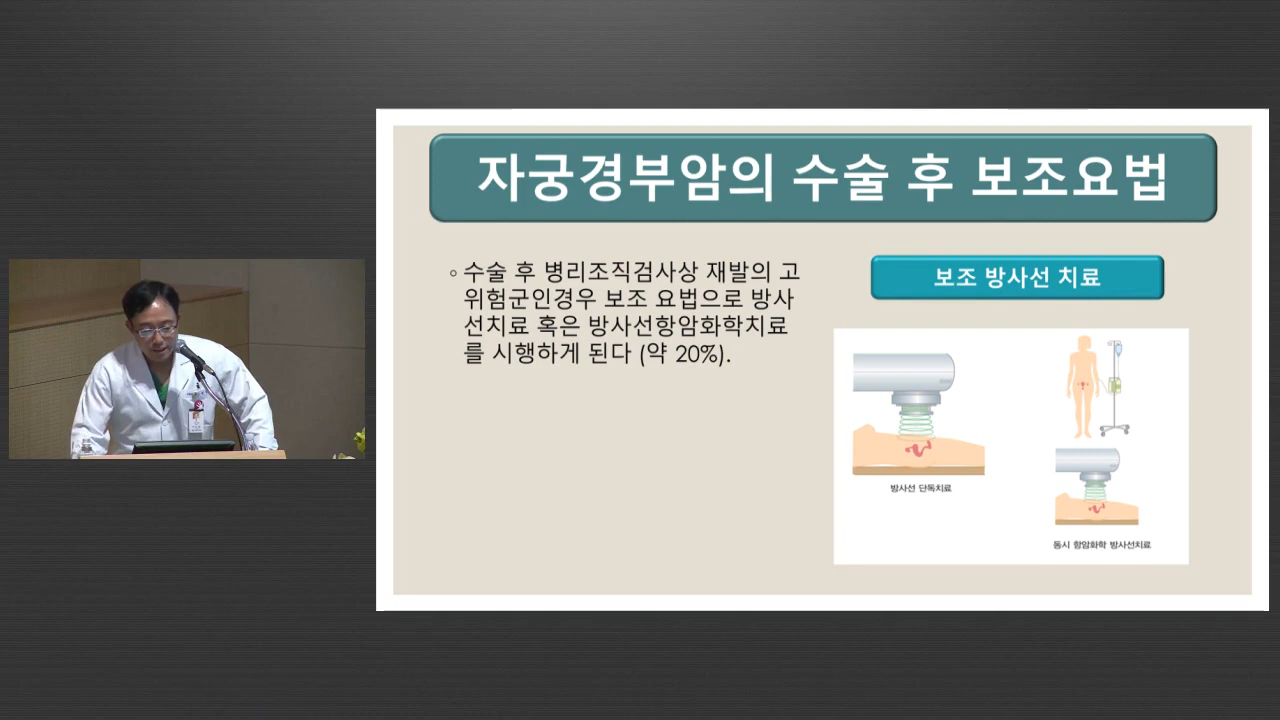 자궁경부암의 수술 후 보조요법
◦ 수술 후 병리조직검사상 재발의 고
위험군인경우 보조 요법으로 방사
선치료 혹은 방사선항암화학치료
를 시행하게 된다 (약 20%).
보조 방사선 치료
방사선 단독치료
동시 항암화학 방사선치료